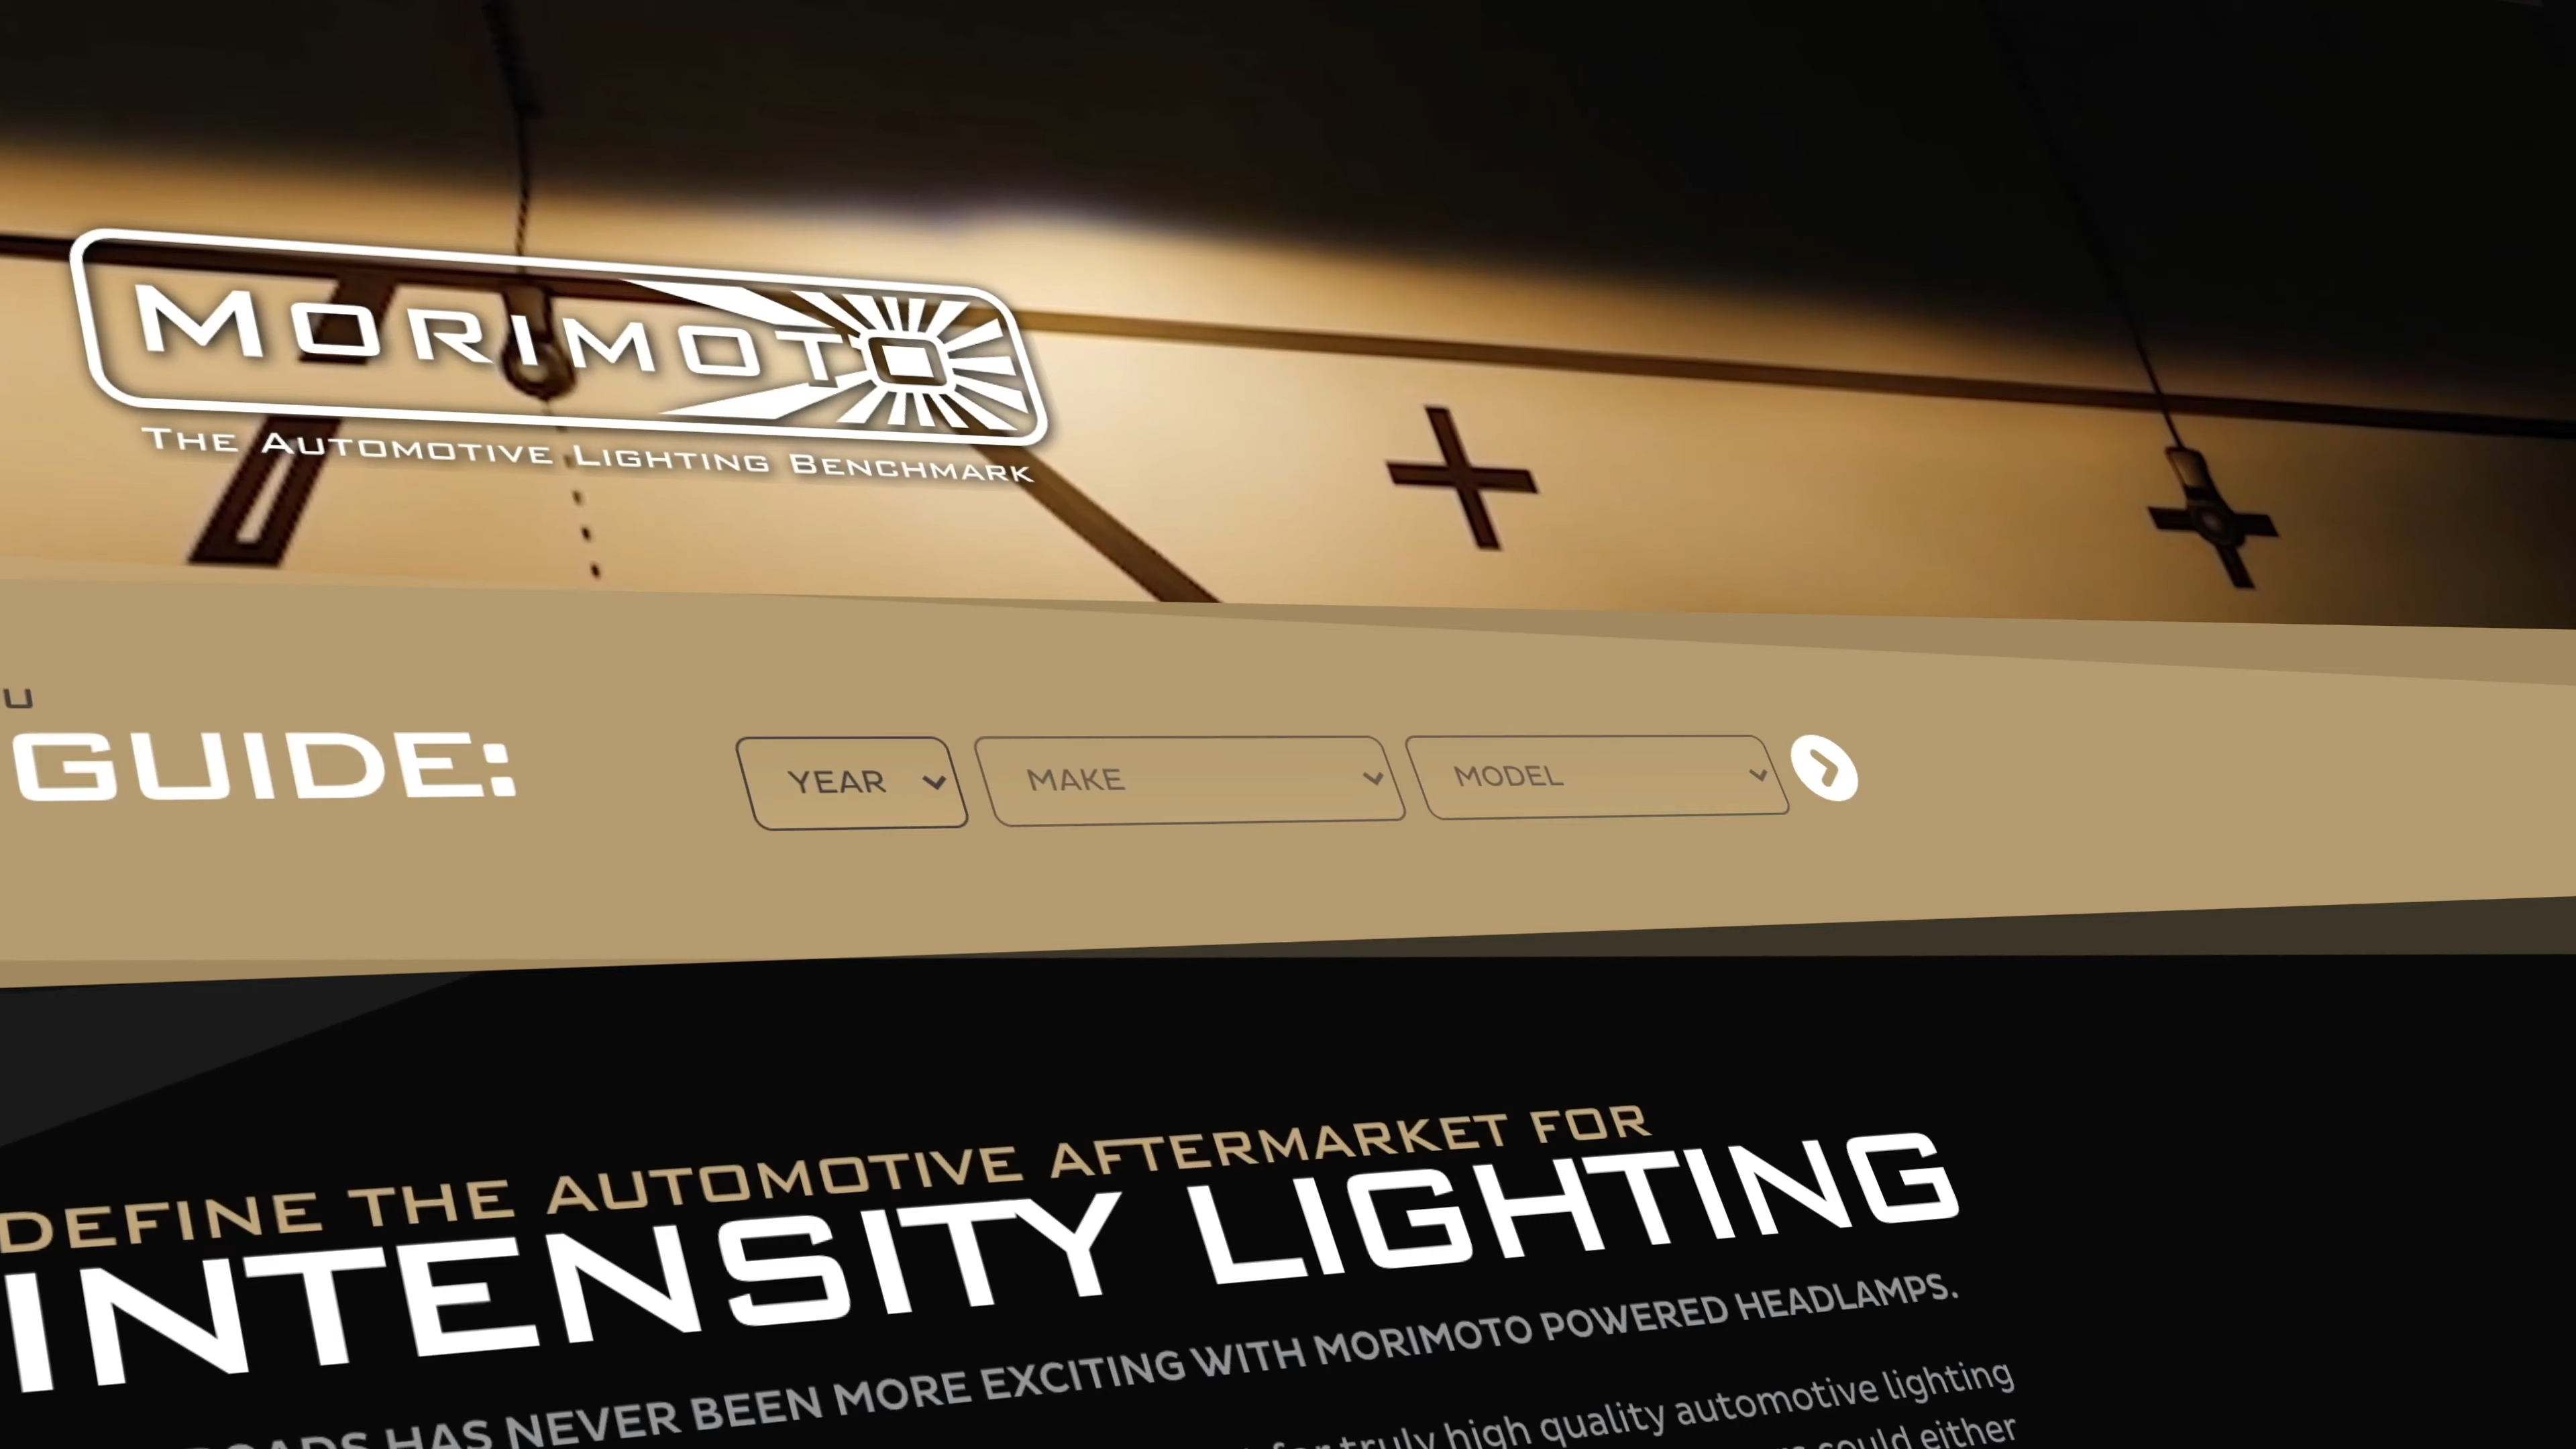 MORIMOTO
THE AUTOMOTIVE LIGHTING BENCHMARK
U
GUIDE:
YEAR
MAKE
MODEL
DEFINE THE AUTOMOTIVE AFTERMARKET FOR
INTENSITY LIGHTING
HAS NEVER BEEN MORE EXCITING WITH MORIMOTO POWERED HEADLAMPS.
for truly high quality automotive lighting
could either